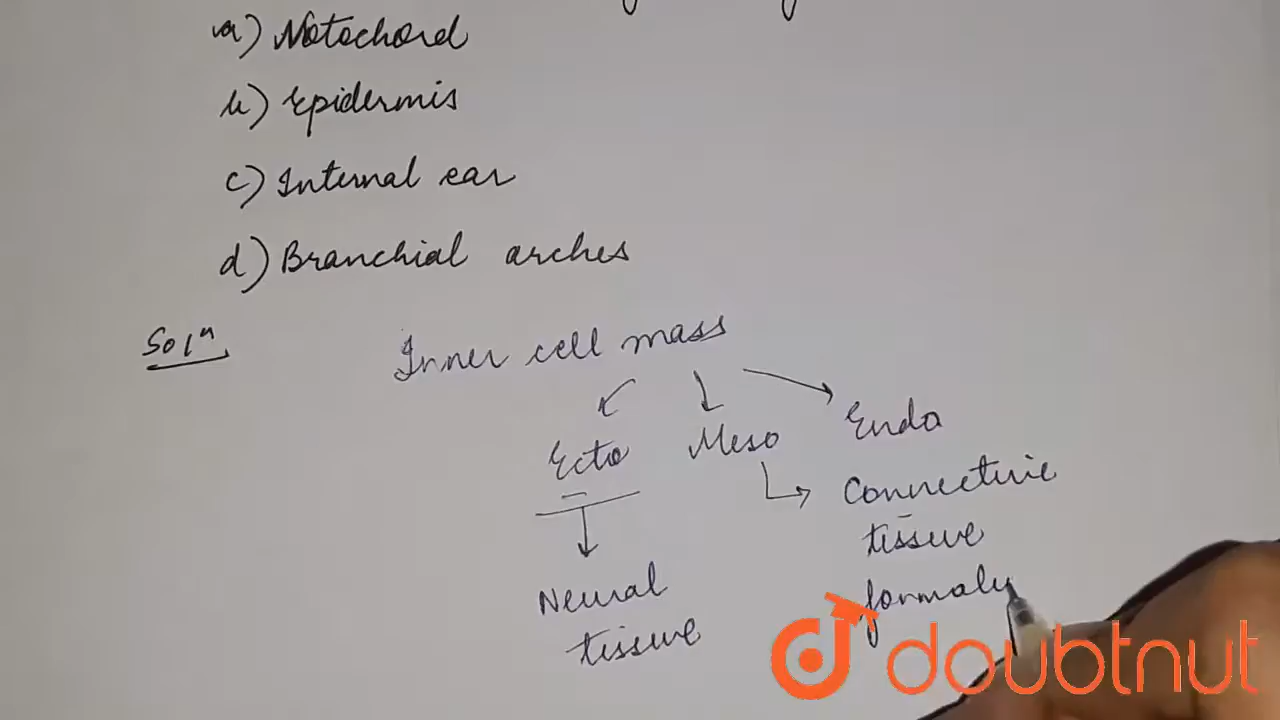 a) Notochord
b) Epidermis
c) Internal ear
d) Branchial arches
Solⁿ
Inner cell mass
Ecto Meso Endo
Connective
tissue
Neural
tissue
doubtnut